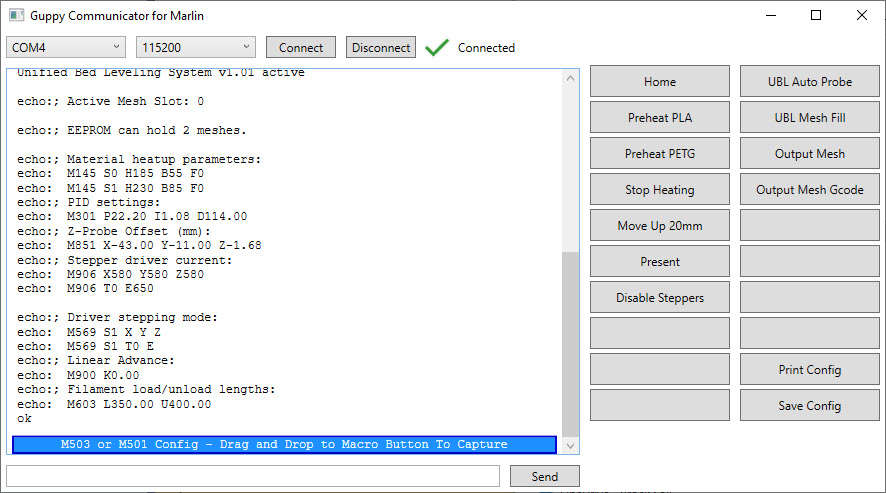 Guppy Communicator for Marlin
COM4
115200
Connect
Disconnect
Connected
Unified Bed Leveling System v1.01 active
echo:; Active Mesh Slot: 0
echo:; EEPROM can hold 2 meshes.
echo:; Material heatup parameters:
echo:  M145 S0 H185 B55 F0
echo:  M145 S1 H230 B85 F0
echo:; PID settings:
echo:  M301 P22.20 I1.08 D114.00
echo:; Z-Probe Offset (mm):
echo:  M851 X-43.00 Y-11.00 Z-1.68
echo:; Stepper driver current:
echo:  M906 X580 Y580 Z580
echo:  M906 T0 E650
echo:; Driver stepping mode:
echo:  M569 S1 X Y Z
echo:  M569 S1 T0 E
echo:; Linear Advance:
echo:  M900 K0.00
echo:; Filament load/unload lengths:
echo:  M603 L350.00 U400.00
ok
M503 or M501 Config - Drag and Drop to Macro Button To Capture
Send
Home
UBL Auto Probe
Preheat PLA
UBL Mesh Fill
Preheat PETG
Output Mesh
Stop Heating
Output Mesh Gcode
Move Up 20mm
Present
Disable Steppers
Print Config
Save Config